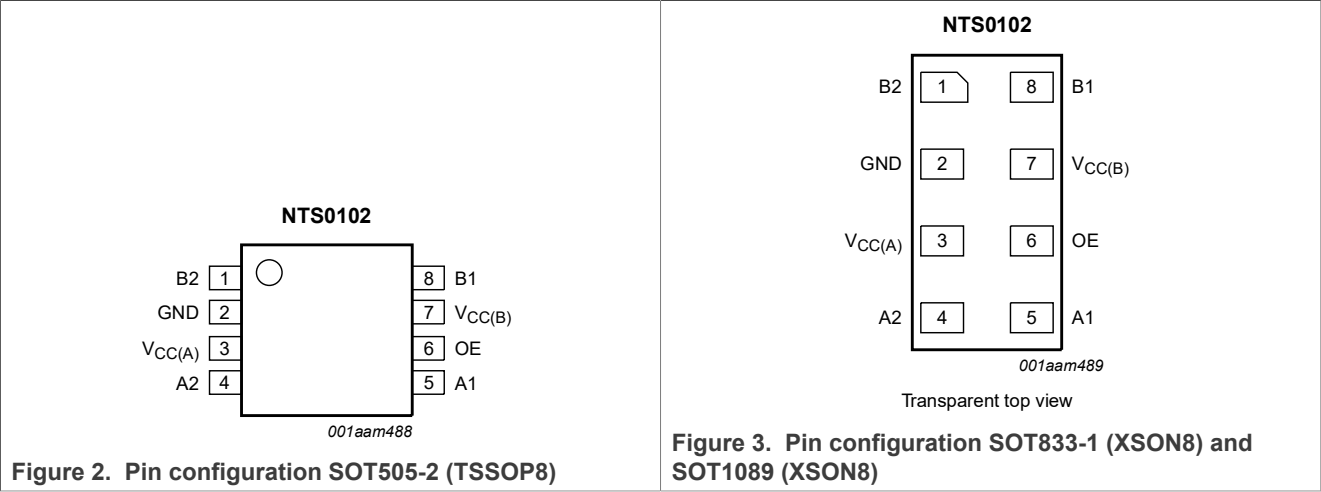 NTS0102
B2 1 8 B1
GND 2 7 VCC(B)
VCC(A) 3 6 OE
A2 4 5 A1
001aam488
Figure 2. Pin configuration SOT505-2 (TSSOP8)
NTS0102
B2 1 8 B1
GND 2 7 VCC(B)
VCC(A) 3 6 OE
A2 4 5 A1
001aam489
Transparent top view
Figure 3. Pin configuration SOT833-1 (XSON8) and
SOT1089 (XSON8)